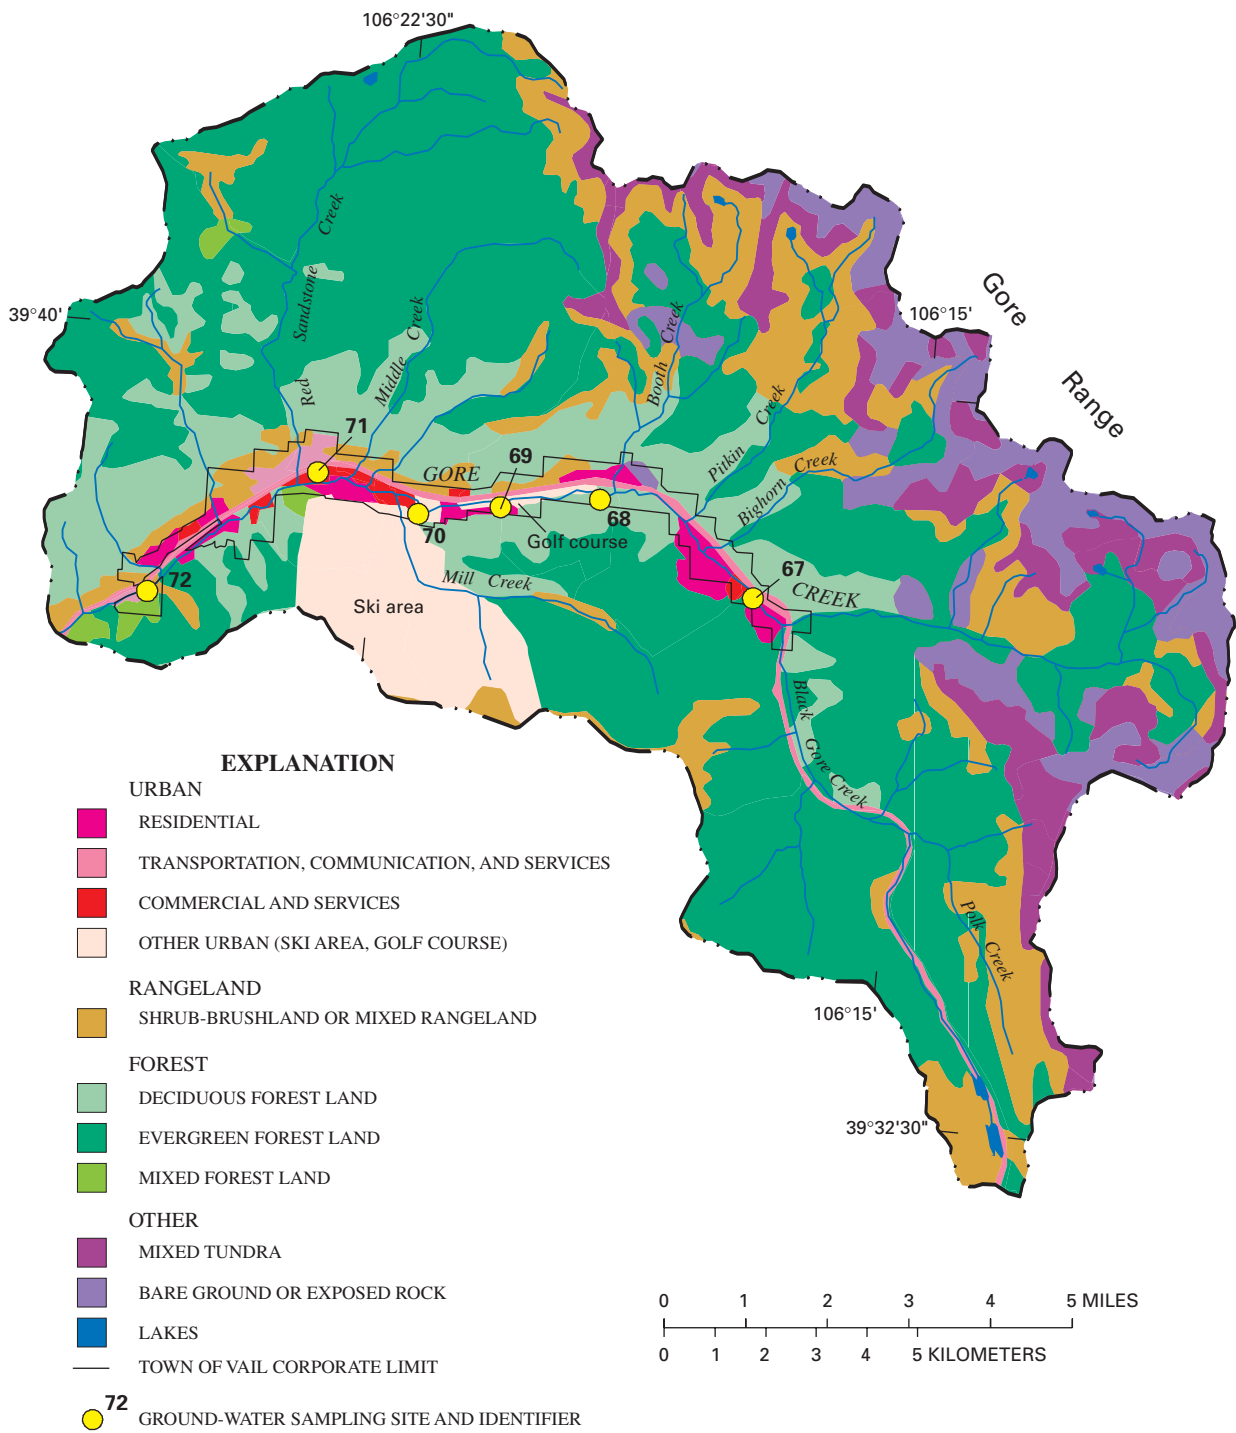 106°22'30"
39°40'
Gore
Range
106°15'
Red
Sandstone
Creek
Middle
Creek
Booth
Creek
Pitkin
Creek
Bighorn
Creek
71
GORE
69
70
68
Golf course
67
CREEK
72
Mill Creek
Ski area
Black
Gore Creek
Polk Creek
106°15'
39°32'30"
EXPLANATION
URBAN
RESIDENTIAL
TRANSPORTATION, COMMUNICATION, AND SERVICES
COMMERCIAL AND SERVICES
OTHER URBAN (SKI AREA, GOLF COURSE)
RANGELAND
SHRUB-BRUSHLAND OR MIXED RANGELAND
FOREST
DECIDUOUS FOREST LAND
EVERGREEN FOREST LAND
MIXED FOREST LAND
OTHER
MIXED TUNDRA
BARE GROUND OR EXPOSED ROCK
LAKES
TOWN OF VAIL CORPORATE LIMIT
72
GROUND-WATER SAMPLING SITE AND IDENTIFIER
0 1 2 3 4 5 MILES
0 1 2 3 4 5 KILOMETERS